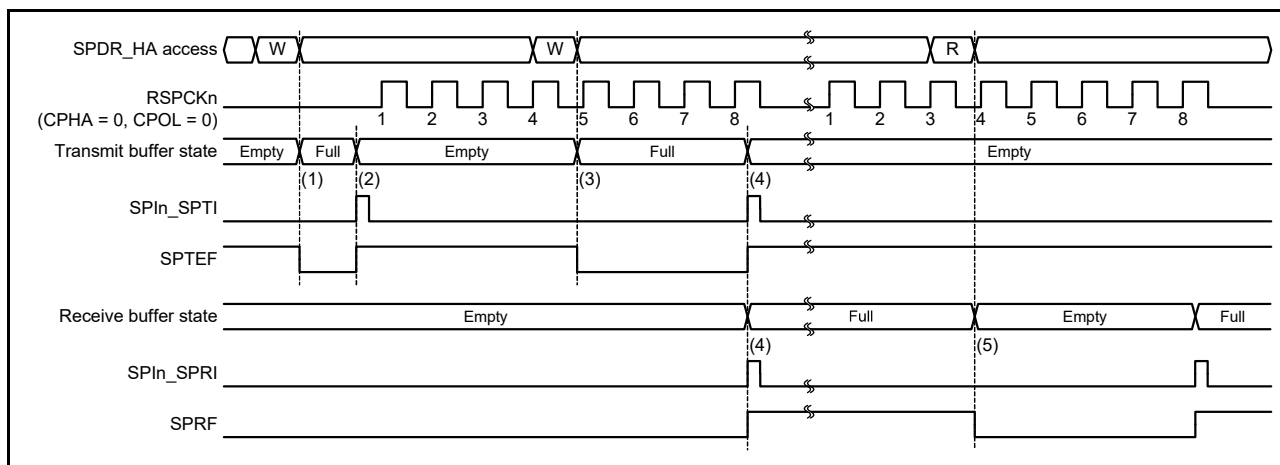 SPDR_HA access W W R
RSPCKn
(CPHA = 0, CPOL = 0)
1 2 3 4 5 6 7 8 1 2 3 4 5 6 7 8
Transmit buffer state Empty Full Empty Full Empty
(1) (2) (3) (4)
SPIn_SPTI
SPTEF
Receive buffer state Empty Full Empty Full
(4) (5)
SPIn_SPRI
SPRF